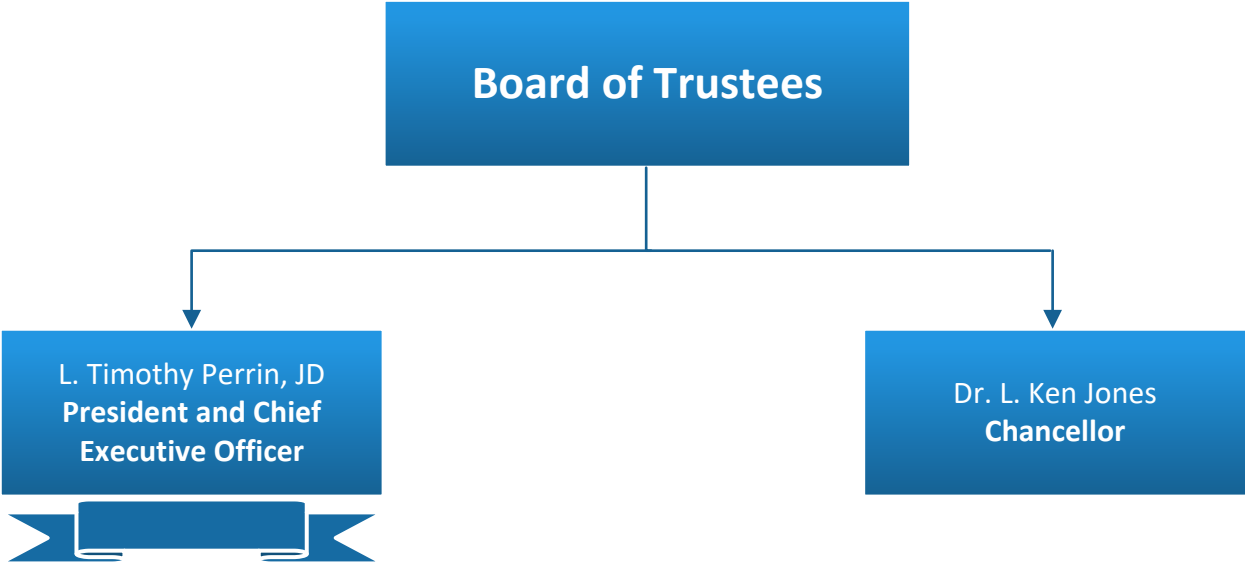 Board of Trustees
L. Timothy Perrin, JD
President and Chief
Executive Officer
Dr. L. Ken Jones
Chancellor